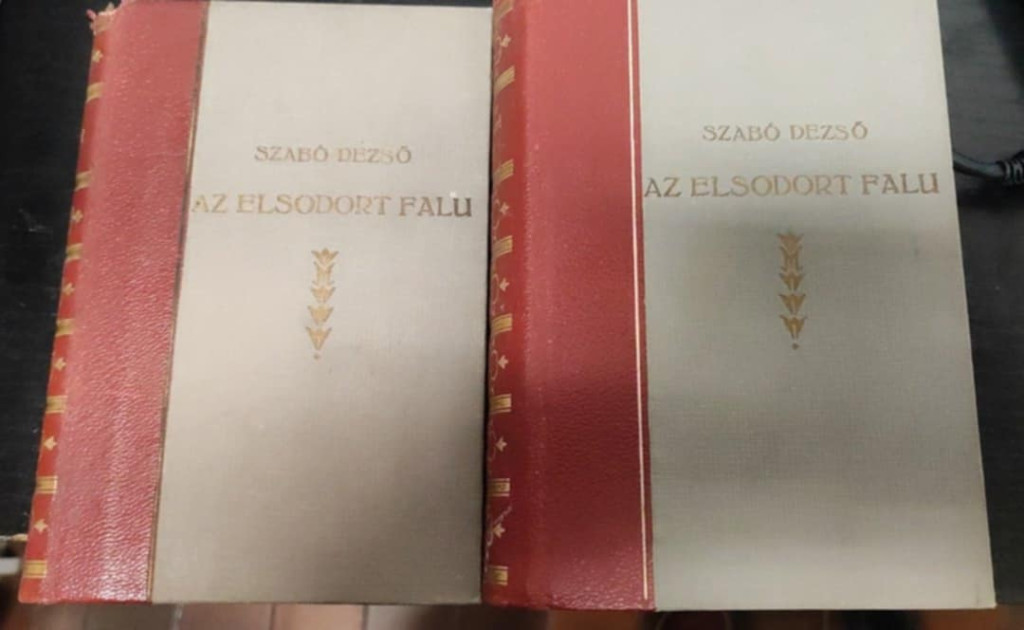 SZABÓ DEZSŐ
AZ ELSODORT FALU
SZABÓ DEZSŐ
AZ ELSODORT FALU